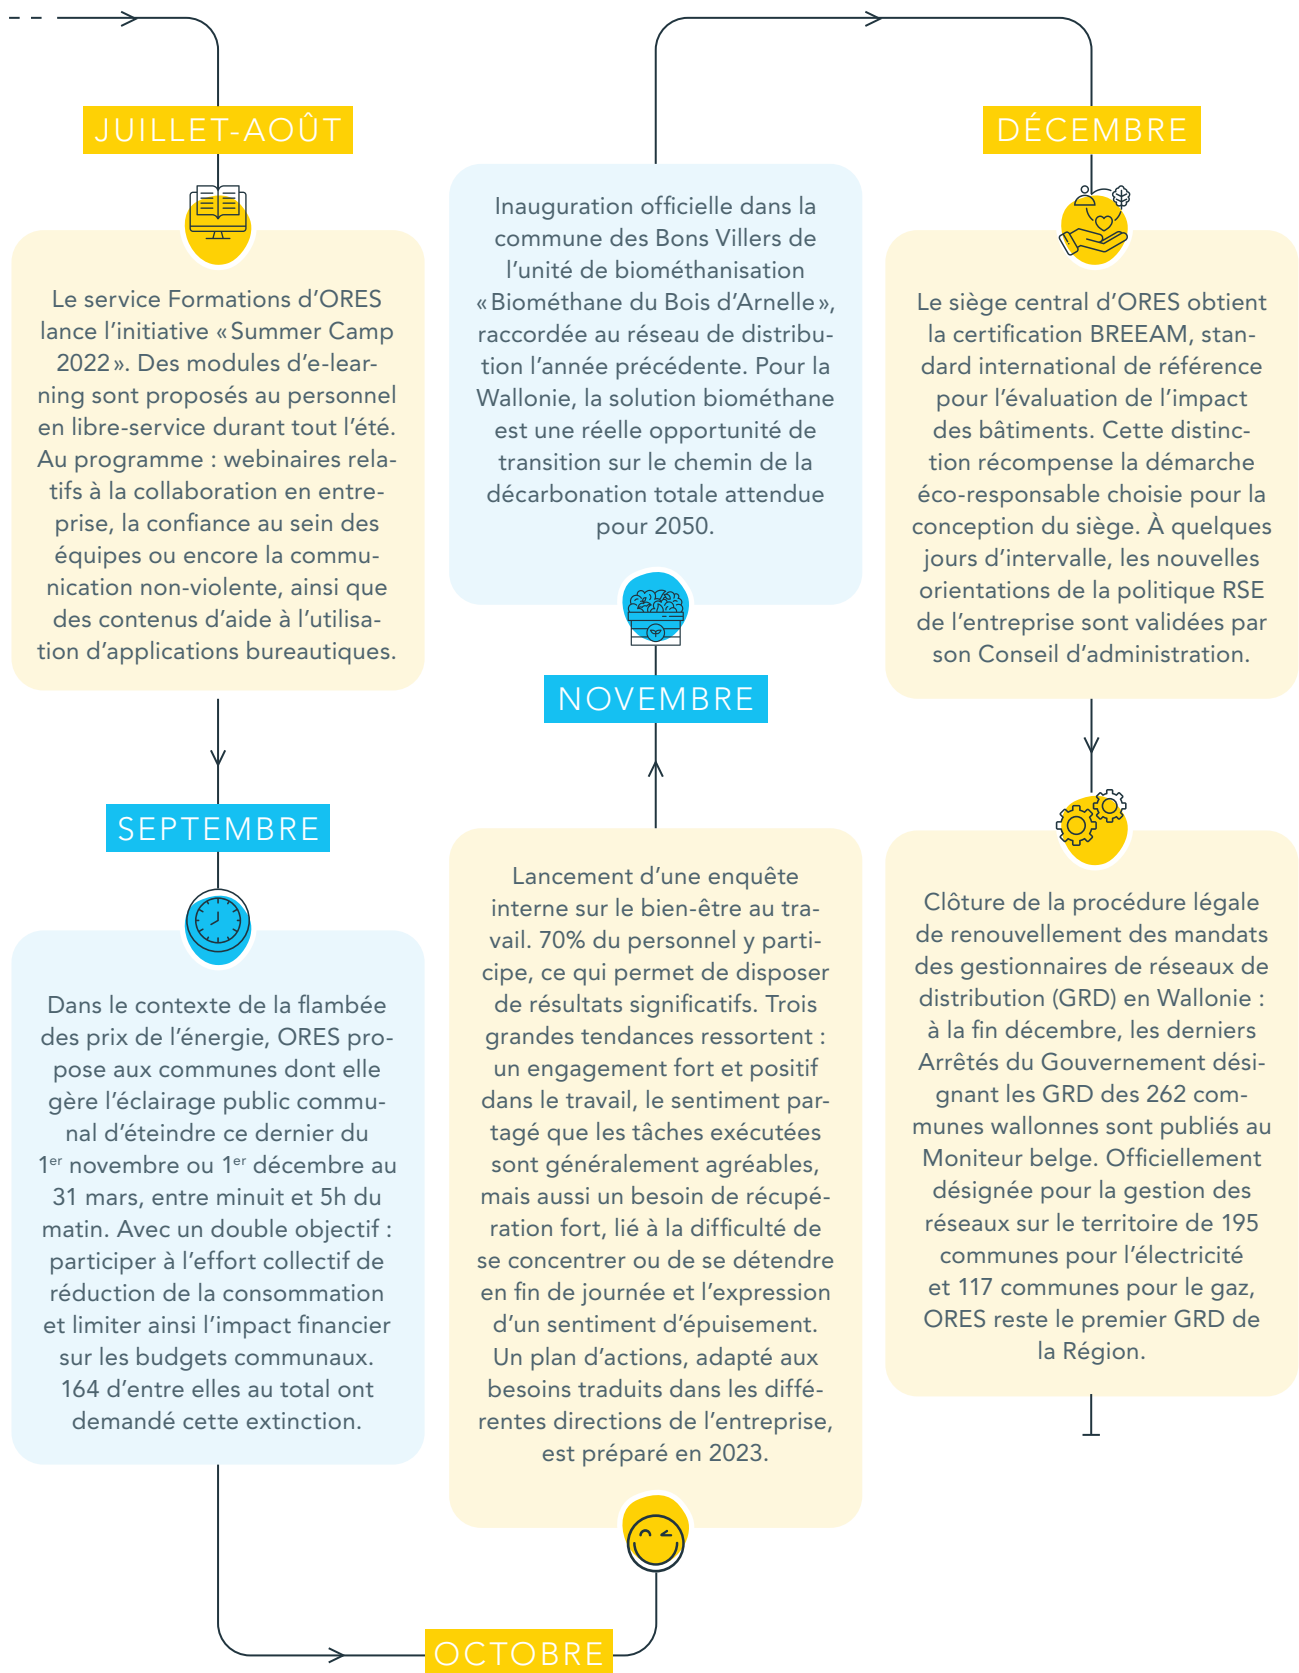 JUILLET-AOÛT
Le service Formations d’ORES
lance l’initiative « Summer Camp
2022 ». Des modules d’e-lear-
ning sont proposés au personnel
en libre-service durant tout l’été.
Au programme : webinaires rela-
tifs à la collaboration en entre-
prise, la confiance au sein des
équipes ou encore la commu-
nication non-violente, ainsi que
des contenus d’aide à l’utilisa-
tion d’applications bureautiques.
SEPTEMBRE
Dans le contexte de la flambée
des prix de l’énergie, ORES pro-
pose aux communes dont elle
gère l’éclairage public commu-
nal d’éteindre ce dernier du
1er novembre ou 1er décembre au
31 mars, entre minuit et 5h du
matin. Avec un double objectif :
participer à l’effort collectif de
réduction de la consommation
et limiter ainsi l’impact financier
sur les budgets communaux.
164 d’entre elles au total ont
demandé cette extinction.
OCTOBRE
Lancement d’une enquête
interne sur le bien-être au tra-
vail. 70% du personnel y parti-
cipe, ce qui permet de disposer
de résultats significatifs. Trois
grandes tendances ressortent :
un engagement fort et positif
dans le travail, le sentiment par-
tagé que les tâches exécutées
sont généralement agréables,
mais aussi un besoin de récupé-
ration fort, lié à la difficulté de
se concentrer ou de se détendre
en fin de journée et l’expression
d’un sentiment d’épuisement.
Un plan d’actions, adapté aux
besoins traduits dans les diffé-
rentes directions de l’entreprise,
est préparé en 2023.
NOVEMBRE
Inauguration officielle dans la
commune des Bons Villers de
l’unité de biométhanisation
« Biométhane du Bois d’Arnelle »,
raccordée au réseau de distribu-
tion l’année précédente. Pour la
Wallonie, la solution biométhane
est une réelle opportunité de
transition sur le chemin de la
décarbonation totale attendue
pour 2050.
DÉCEMBRE
Le siège central d’ORES obtient
la certification BREEAM, stan-
dard international de référence
pour l’évaluation de l’impact
des bâtiments. Cette distinc-
tion récompense la démarche
éco-responsable choisie pour la
conception du siège. À quelques
jours d’intervalle, les nouvelles
orientations de la politique RSE
de l’entreprise sont validées par
son Conseil d’administration.
Clôture de la procédure légale
de renouvellement des mandats
des gestionnaires de réseaux de
distribution (GRD) en Wallonie :
à la fin décembre, les derniers
Arrêtés du Gouvernement dési-
gnant les GRD des 262 com-
munes wallonnes sont publiés au
Moniteur belge. Officiellement
désignée pour la gestion des
réseaux sur le territoire de 195
communes pour l’électricité
et 117 communes pour le gaz,
ORES reste le premier GRD de
la Région.